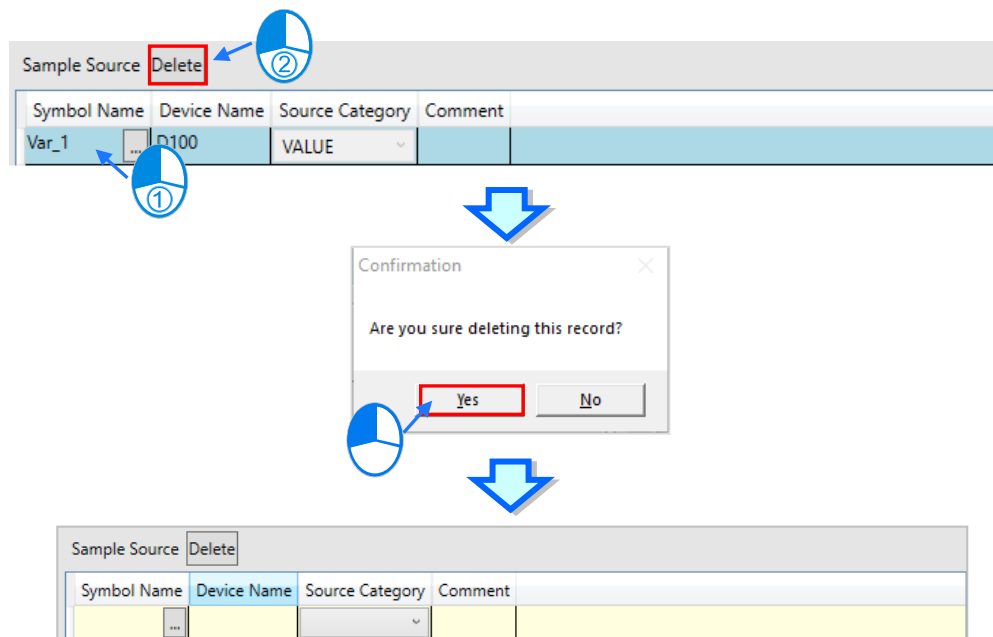 ②
Sample Source Delete
Symbol Name Device Name Source Category Comment
Var_1 ... D100 VALUE
①
Confirmation
Are you sure deleting this record?
Yes No
Sample Source Delete
Symbol Name Device Name Source Category Comment
...